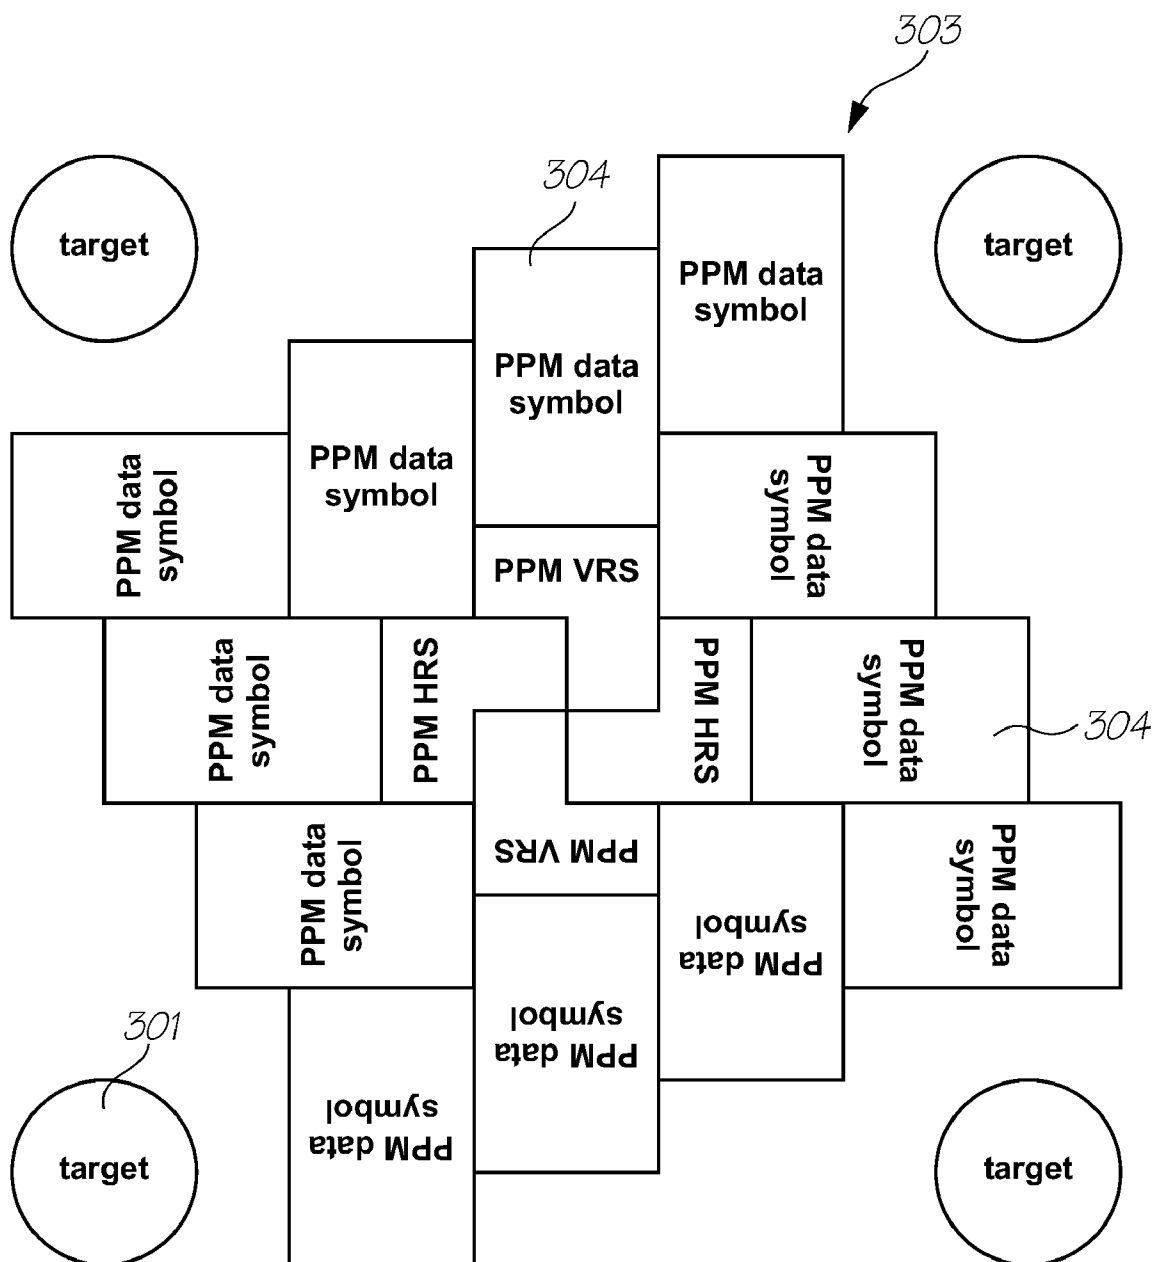 303
304
target
target
PPM data
symbol
PPM data
symbol
PPM data
symbol
PPM data
symbol
PPM data
symbol
PPM VRS
PPM data
symbol
PPM HRS
PPM HRS
PPM data
symbol
304
PPM data
symbol
PPM VRS
PPM data
symbol
PPM data
symbol
PPM data
symbol
301
PPM data
symbol
target
target